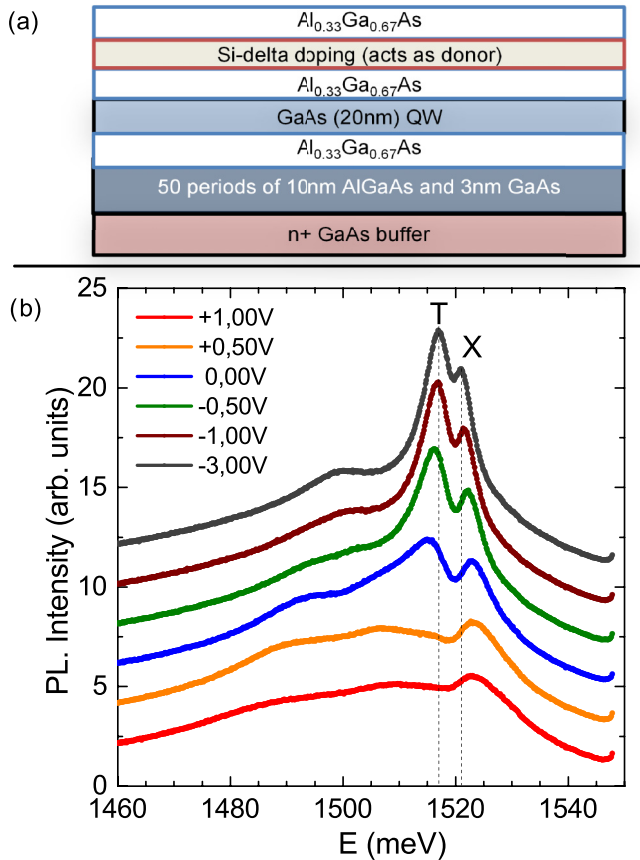 (a)
Al₀.₃₃Ga₀.₆₇As
Si-delta doping (acts as donor)
Al₀.₃₃Ga₀.₆₇As
GaAs (20nm) QW
Al₀.₃₃Ga₀.₆₇As
50 periods of 10nm AlGaAs and 3nm GaAs
n+ GaAs buffer
(b)
25
20
15
10
5
0
PL. Intensity (arb. units)
+1,00V
+0,50V
0,00V
-0,50V
-1,00V
-3,00V
T
X
1460 1480 1500 1520 1540
E (meV)